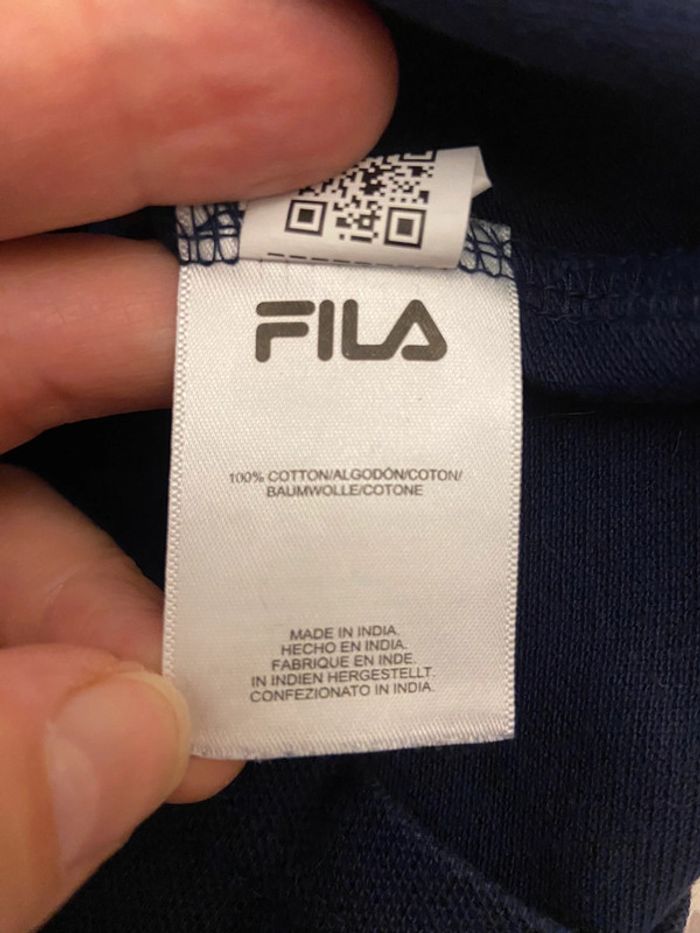 FILA
100% COTTON/ALGODÓN/COTON/
BAUMWOLLE/COTONE
MADE IN INDIA.
HECHO EN INDIA.
FABRIQUE EN INDE.
IN INDIEN HERGESTELLT.
CONFEZIONATO IN INDIA.